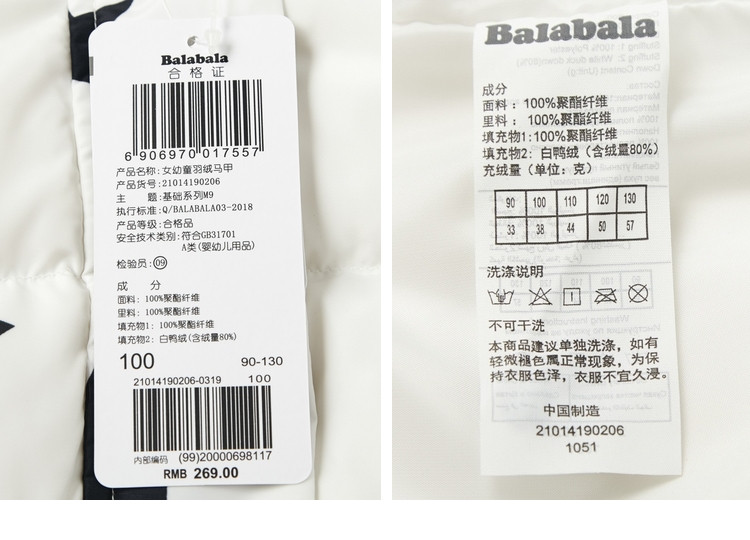 Balabala
合格证
6 906970 017557
产品名称: 女幼童羽绒马甲
产品货号: 21014190206
主 题: 基础系列M9
执行标准: Q/BALABALA03-2018
产品等级: 合格品
安全技术类别: 符合GB31701
A类(婴幼儿用品)
检验员: 09
成 分
面料: 100%聚酯纤维
里料: 100%聚酯纤维
填充物1: 100%聚酯纤维
填充物2: 白鸭绒(含绒量80%)
100 90-130
21014190206-0319 100
内部编码 (99)20000698117
RMB 269.00
Balabala
成分
面料: 100%聚酯纤维
里料: 100%聚酯纤维
填充物1:100%聚酯纤维
填充物2: 白鸭绒(含绒量80%)
充绒量 (单位: 克)
90 100 110 120 130
33 38 44 50 57
洗涤说明
不可干洗
本商品建议单独洗涤, 如有
轻微褪色属正常现象, 为保
持衣服色泽, 衣服不宜久浸。
中国制造
21014190206
1051